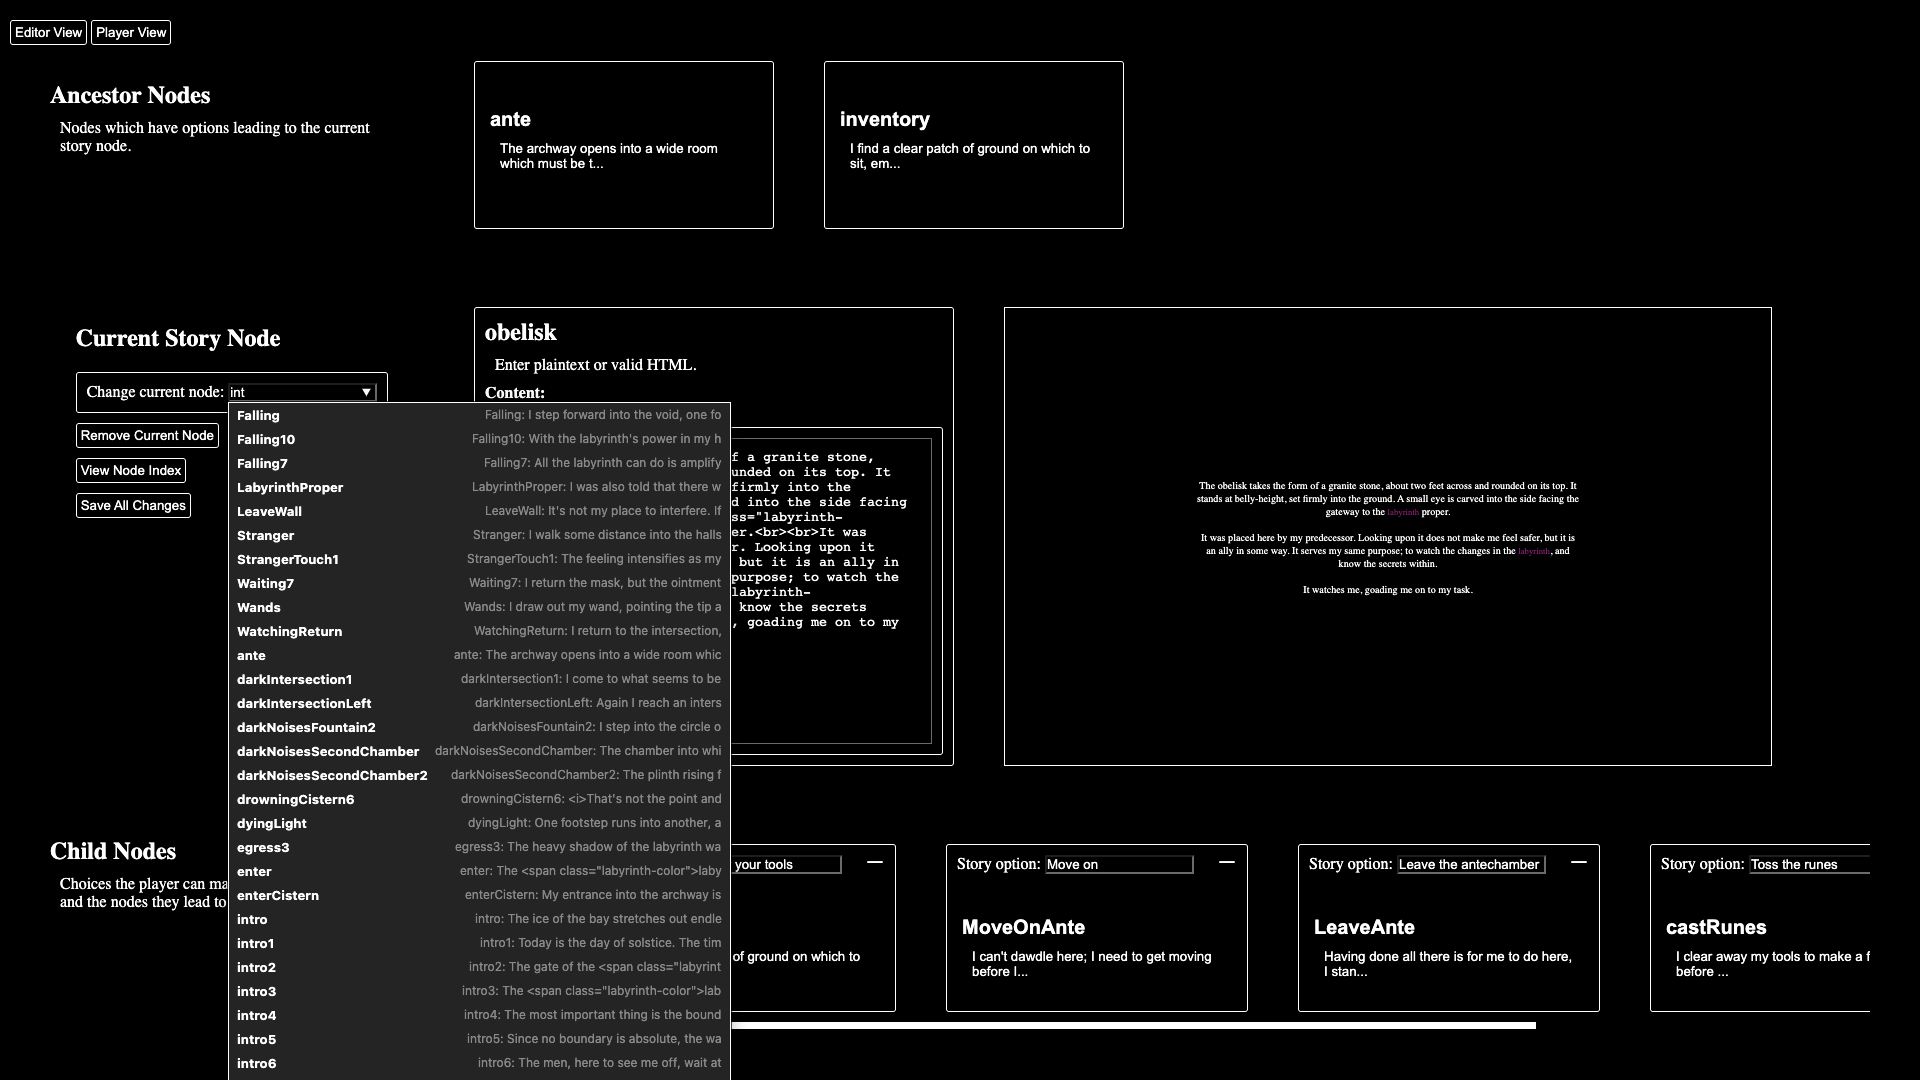 Editor View Player View
Ancestor Nodes
Nodes which have options leading to the current
story node.
ante
The archway opens into a wide room
which must be t...
inventory
I find a clear patch of ground on which to
sit, em...
Current Story Node
Change current node: int ▼
Remove Current Node
View Node Index
Save All Changes
Falling Falling: I step forward into the void, one fo
Falling10 Falling10: With the labyrinth's power in my h
Falling7 Falling7: All the labyrinth can do is amplify
LabyrinthProper LabyrinthProper: I was also told that there w
LeaveWall LeaveWall: It's not my place to interfere. If
Stranger Stranger: I walk some distance into the halls
StrangerTouch1 StrangerTouch1: The feeling intensifies as my
Waiting7 Waiting7: I return the mask, but the ointment
Wands Wands: I draw out my wand, pointing the tip a
WatchingReturn WatchingReturn: I return to the intersection,
ante ante: The archway opens into a wide room whic
darkIntersection1 darkIntersection1: I come to what seems to be
darkIntersectionLeft darkIntersectionLeft: Again I reach an inters
darkNoisesFountain2 darkNoisesFountain2: I step into the circle o
darkNoisesSecondChamber darkNoisesSecondChamber: The chamber into whi
darkNoisesSecondChamber2 darkNoisesSecondChamber2: The plinth rising f
drowningCistern6 drowningCistern6: <i>That's not the point and
dyingLight dyingLight: One footstep runs into another, a
egress3 egress3: The heavy shadow of the labyrinth wa
enter enter: The <span class="labyrinth-color">laby
enterCistern enterCistern: My entrance into the archway is
intro intro: The ice of the bay stretches out endle
intro1 intro1: Today is the day of solstice. The tim
intro2 intro2: The gate of the <span class="labyrint
intro3 intro3: The <span class="labyrinth-color">lab
intro4 intro4: The most important thing is the bound
intro5 intro5: Since no boundary is absolute, the wa
intro6 intro6: The men, here to see me off, wait at
obelisk
Enter plaintext or valid HTML.
Content:
f a granite stone,
unded on its top. It
firmly into the
d into the side facing
ss="labyrinth-
er.<br><br>It was
r. Looking upon it
but it is an ally in
purpose; to watch the
labyrinth-
know the secrets
, goading me on to my
The obelisk takes the form of a granite stone, about two feet across and rounded on its top. It
stands at belly-height, set firmly into the ground. A small eye is carved into the side facing the
gateway to the labyrinth proper.
It was placed here by my predecessor. Looking upon it does not make me feel safer, but it is
an ally in some way. It serves my same purpose; to watch the changes in the labyrinth, and
know the secrets within.
It watches me, goading me on to my task.
Child Nodes
Choices the player can ma
and the nodes they lead to
your tools
of ground on which to
Story option: Move on
MoveOnAnte
I can't dawdle here; I need to get moving
before I...
Story option: Leave the antechamber
LeaveAnte
Having done all there is for me to do here,
I stan...
Story option: Toss the runes
castRunes
I clear away my tools to make a f
before ...